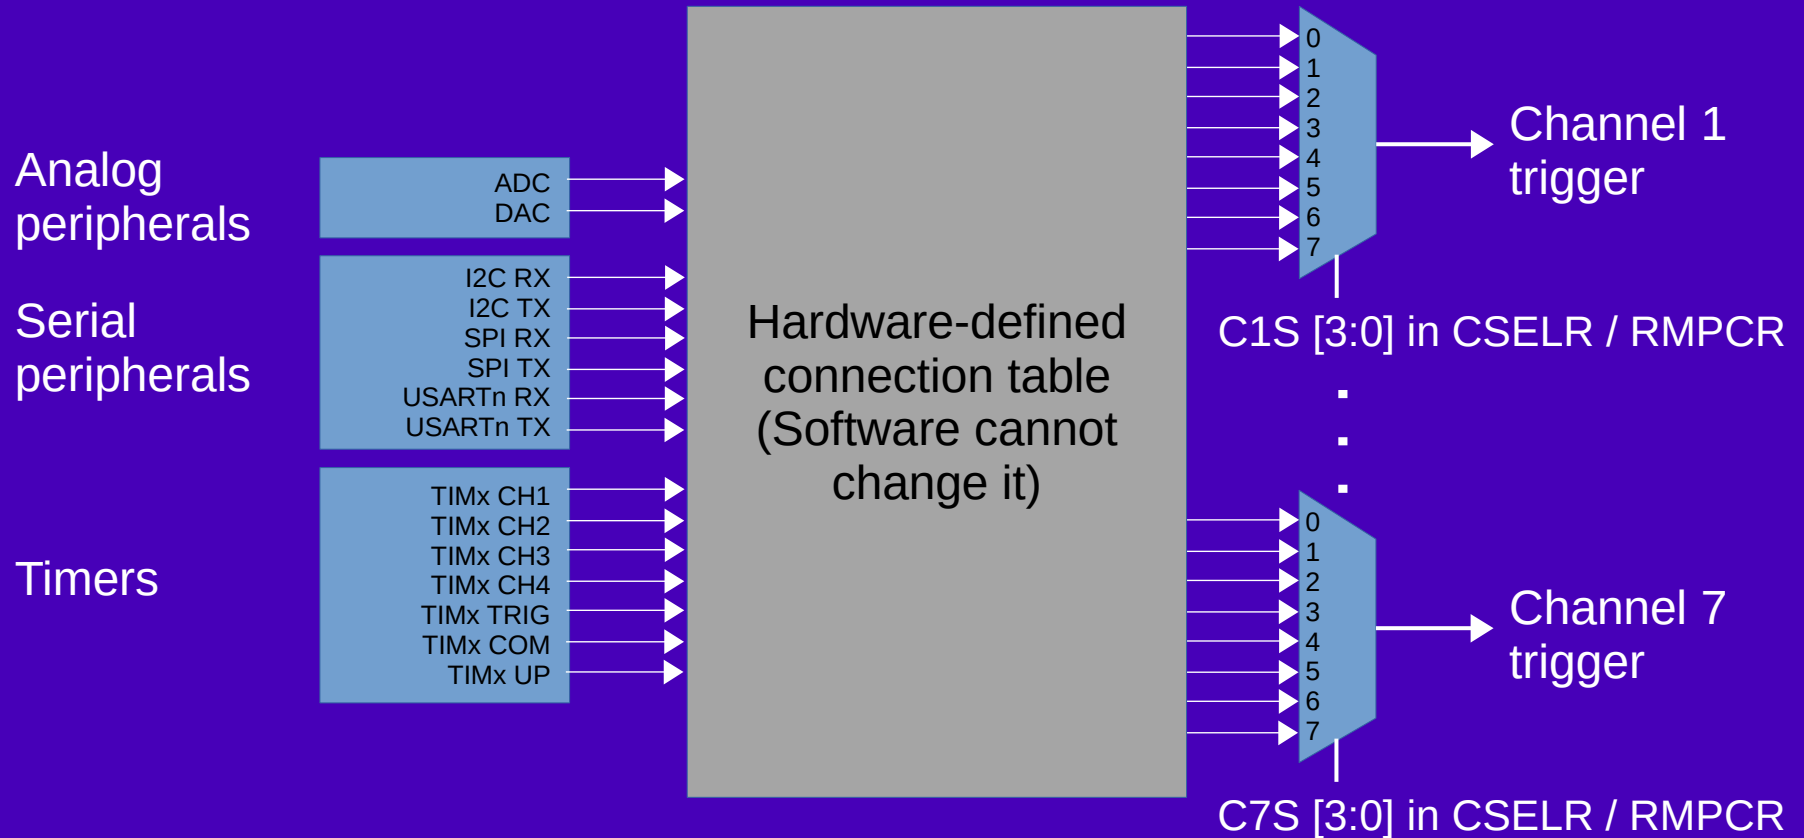 Analog
peripherals
ADC
DAC
Serial
peripherals
I2C RX
I2C TX
SPI RX
SPI TX
USARTn RX
USARTn TX
Timers
TIMx CH1
TIMx CH2
TIMx CH3
TIMx CH4
TIMx TRIG
TIMx COM
TIMx UP
Hardware-defined
connection table
(Software cannot
change it)
0
1
2
3
4
5
6
7
Channel 1
trigger
C1S [3:0] in CSELR / RMPCR
0
1
2
3
4
5
6
7
Channel 7
trigger
C7S [3:0] in CSELR / RMPCR